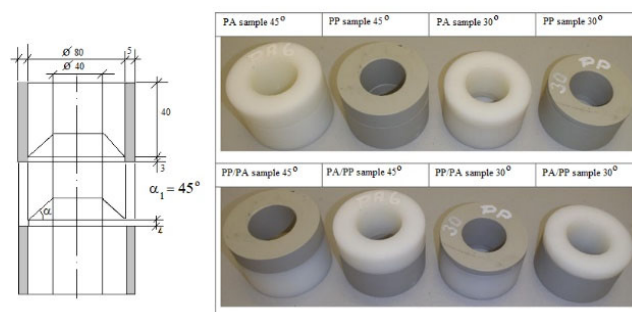 Ø 80
5
Ø 40
40
3
α₁ = 45°
α
PA sample 45°
PP sample 45°
PA sample 30°
PP sample 30°
PA 6
30 PP
PP/PA sample 45°
PA/PP sample 45°
PP/PA sample 30°
PA/PP sample 30°
PA6
30 PP